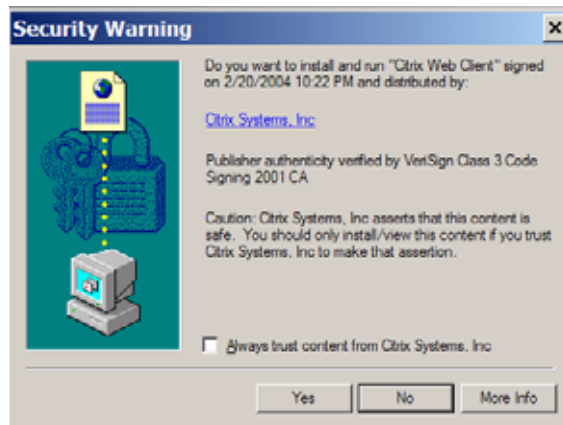 Security Warning
Do you want to install and run "Citrix Web Client" signed
on 2/20/2004 10:22 PM and distributed by:
Citrix Systems, Inc
Publisher authenticity verified by VeriSign Class 3 Code
Signing 2001 CA
Caution: Citrix Systems, Inc asserts that this content is
safe. You should only install/view this content if you trust
Citrix Systems, Inc to make that assertion.
Always trust content from Citrix Systems, Inc
Yes No More Info